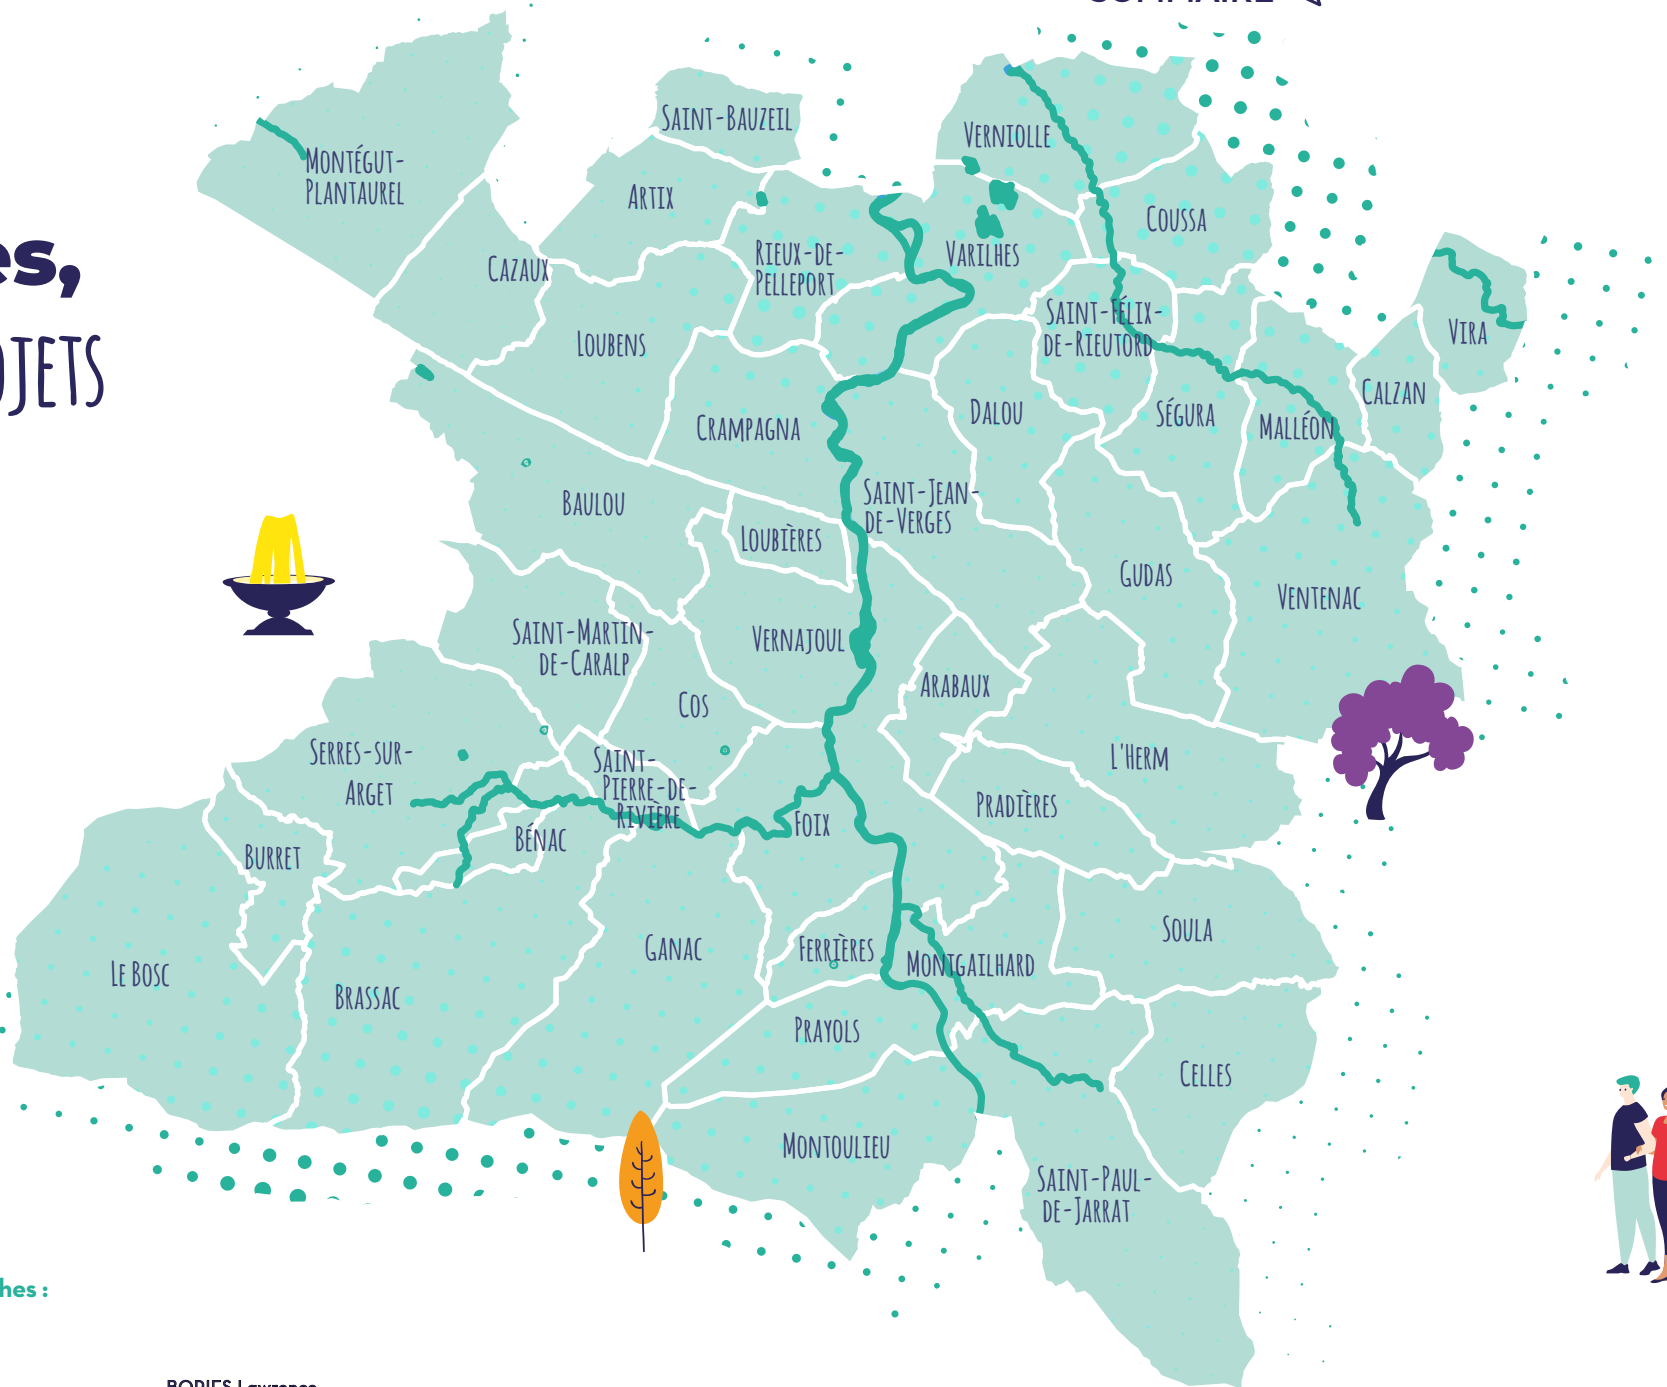 SAINT-BAUZEIL
VERNIOLLE
MONTÉGUT-
PLANTAUREL
ARTIX
COUSSA
RIEUX-DE-
PELLEPORT
VARILHES
CAZAUX
SAINT-FÉLIX-
DE-RIEUTORD
VIRA
LOUBENS
OJETS
CALZAN
DALOU
SÉGURA
MALLÉON
CRAMPAGNA
SAINT-JEAN-
DE-VERGES
BAULOU
LOUBIÈRES
GUDAS
VENTENAC
SAINT-MARTIN-
DE-CARALP
VERNAJOUL
ARABAUX
COS
SERRES-SUR-
ARGET
SAINT-
PIERRE-DE-
RIVIÈRE
L'HERM
PRADIÈRES
FOIX
BÉNAC
BURRET
SOULA
GANAC
FERRIÈRES
MONTGAILHARD
LE BOSC
BRASSAC
PRAYOLS
CELLES
MONTOULIEU
SAINT-PAUL-
DE-JARRAT
hes :